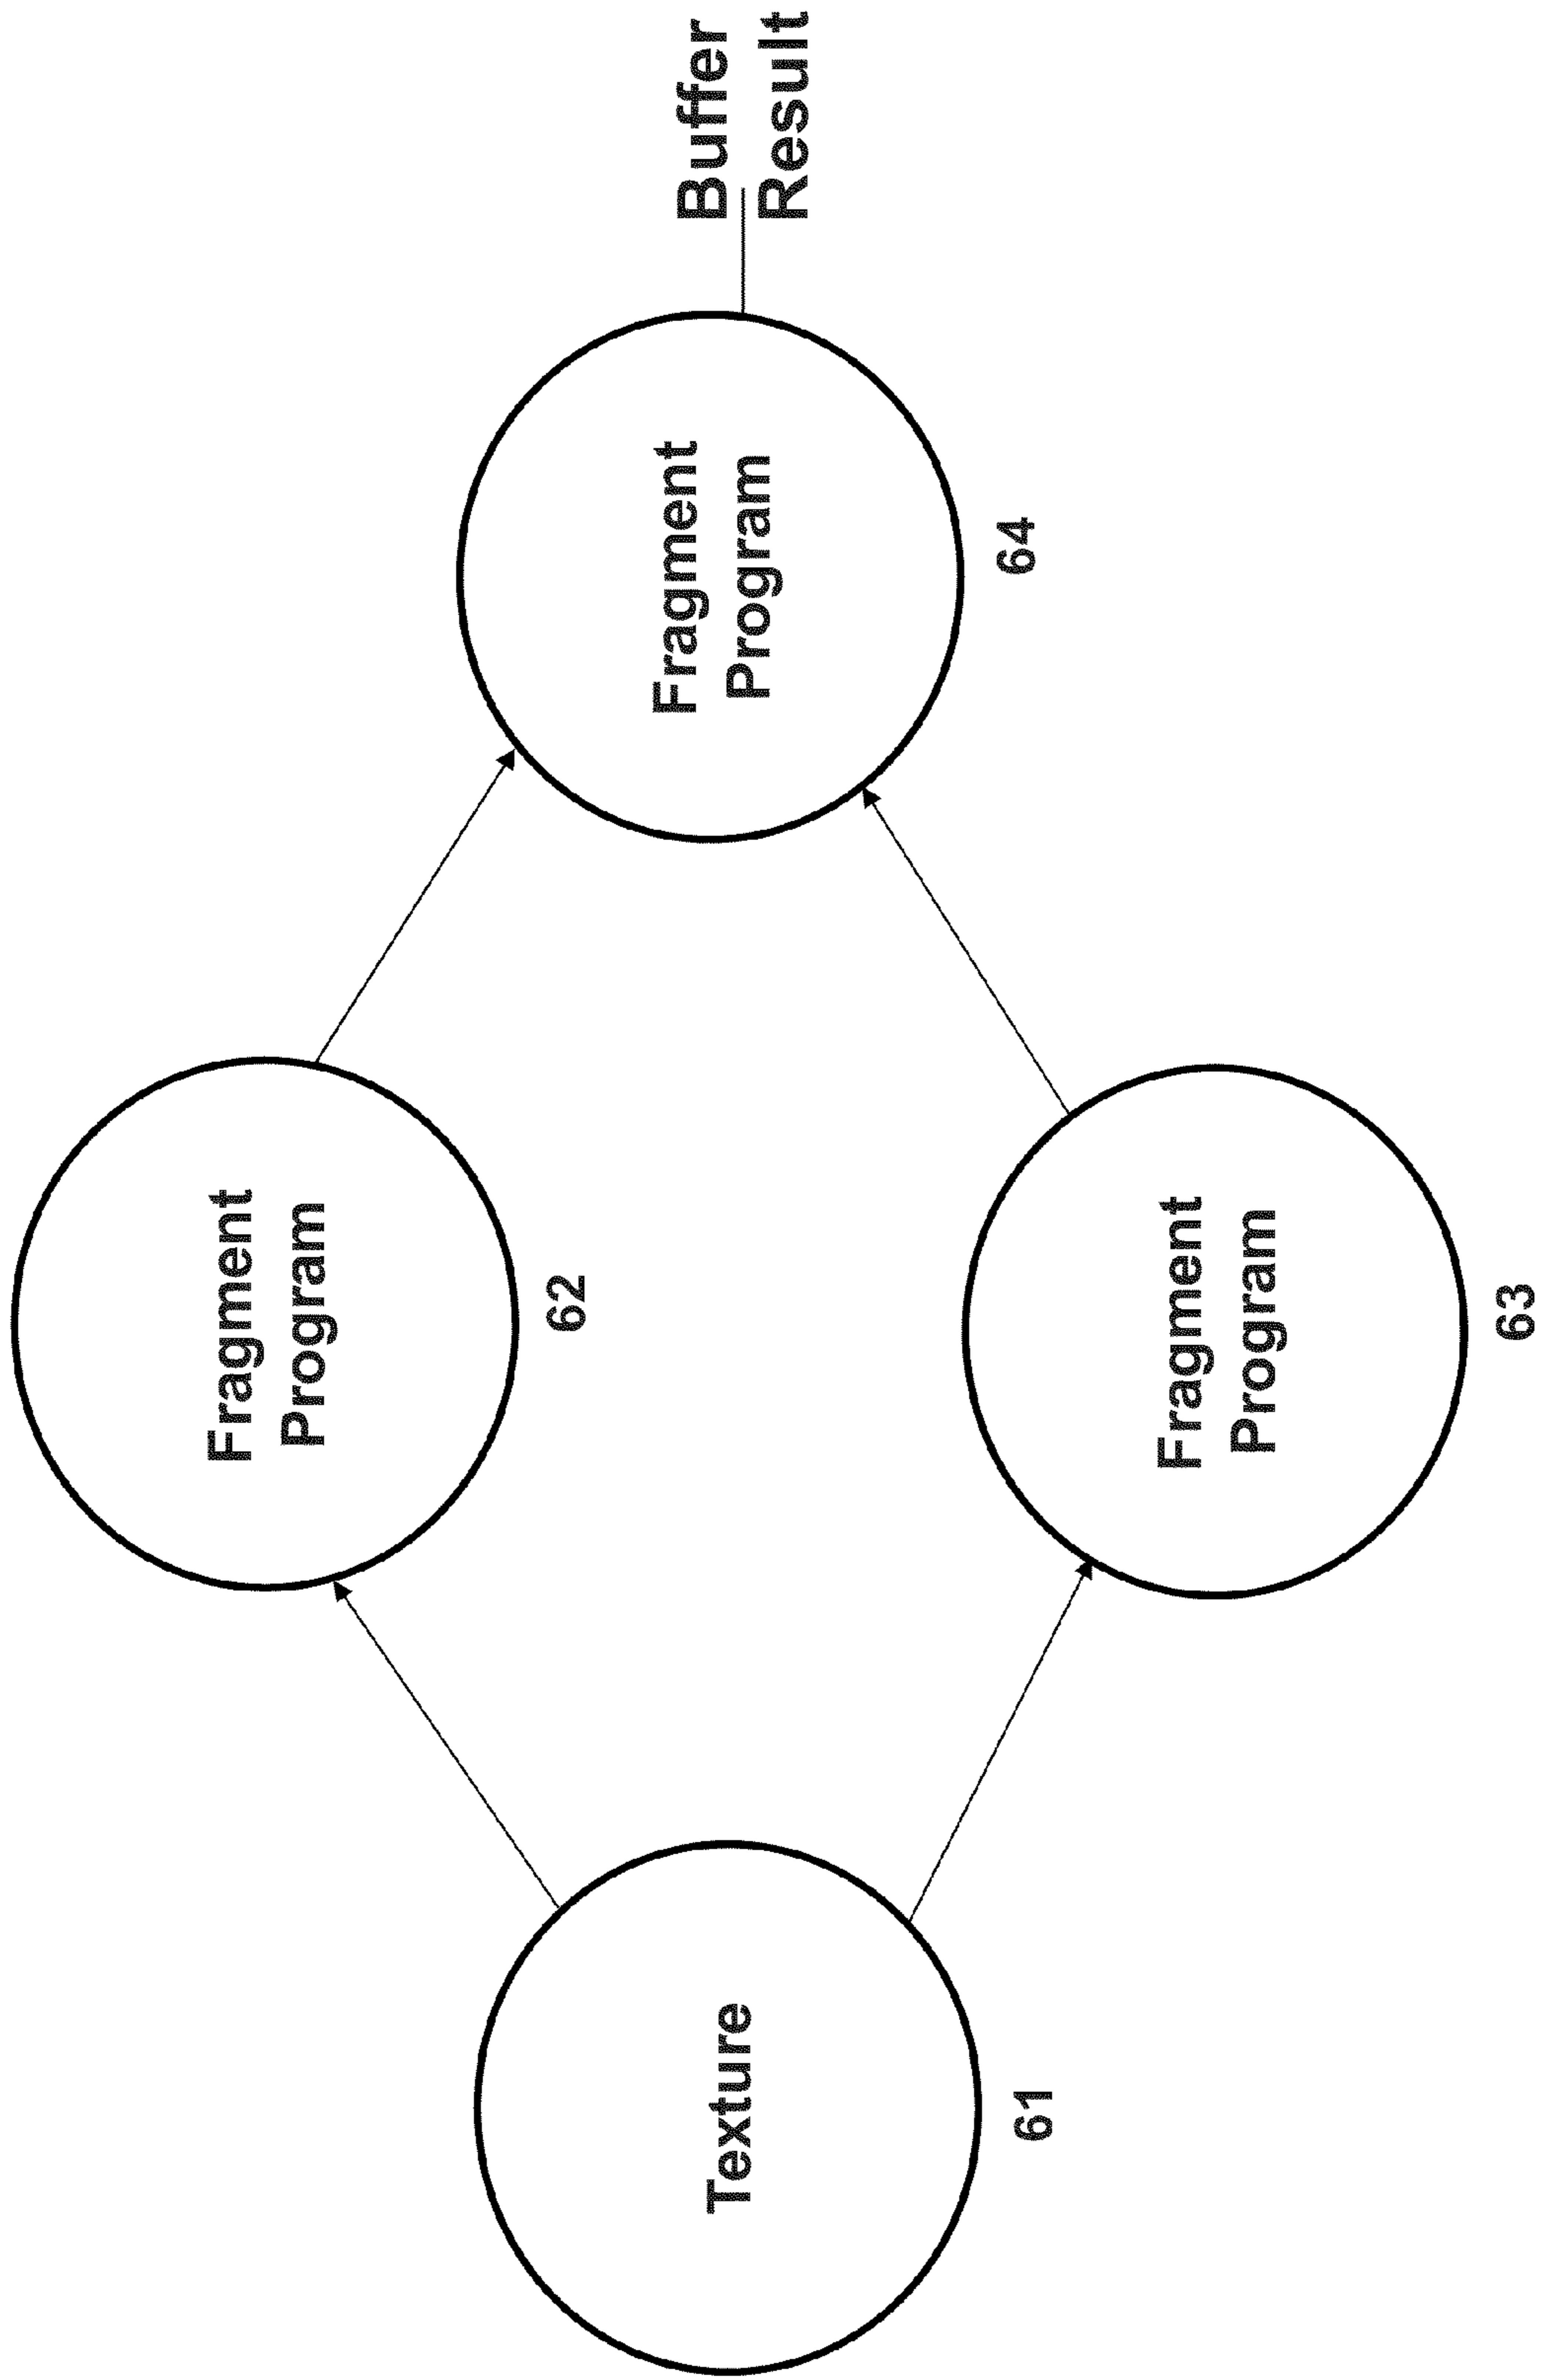 Texture
61
Fragment
Program
62
Fragment
Program
63
Fragment
Program
64
Buffer
Result